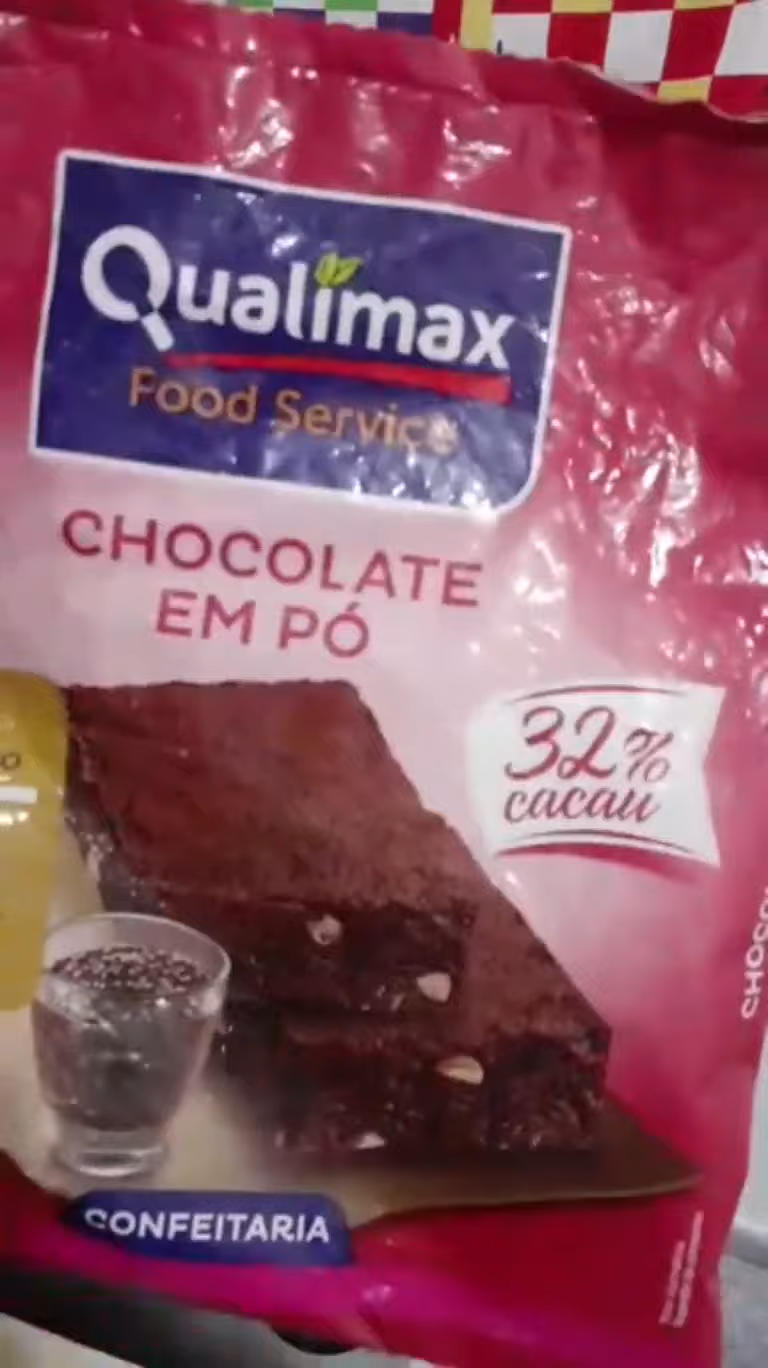 Qualimax
Food Service
CHOCOLATE
EM PÓ
32%
cacau
CONFEITARIA